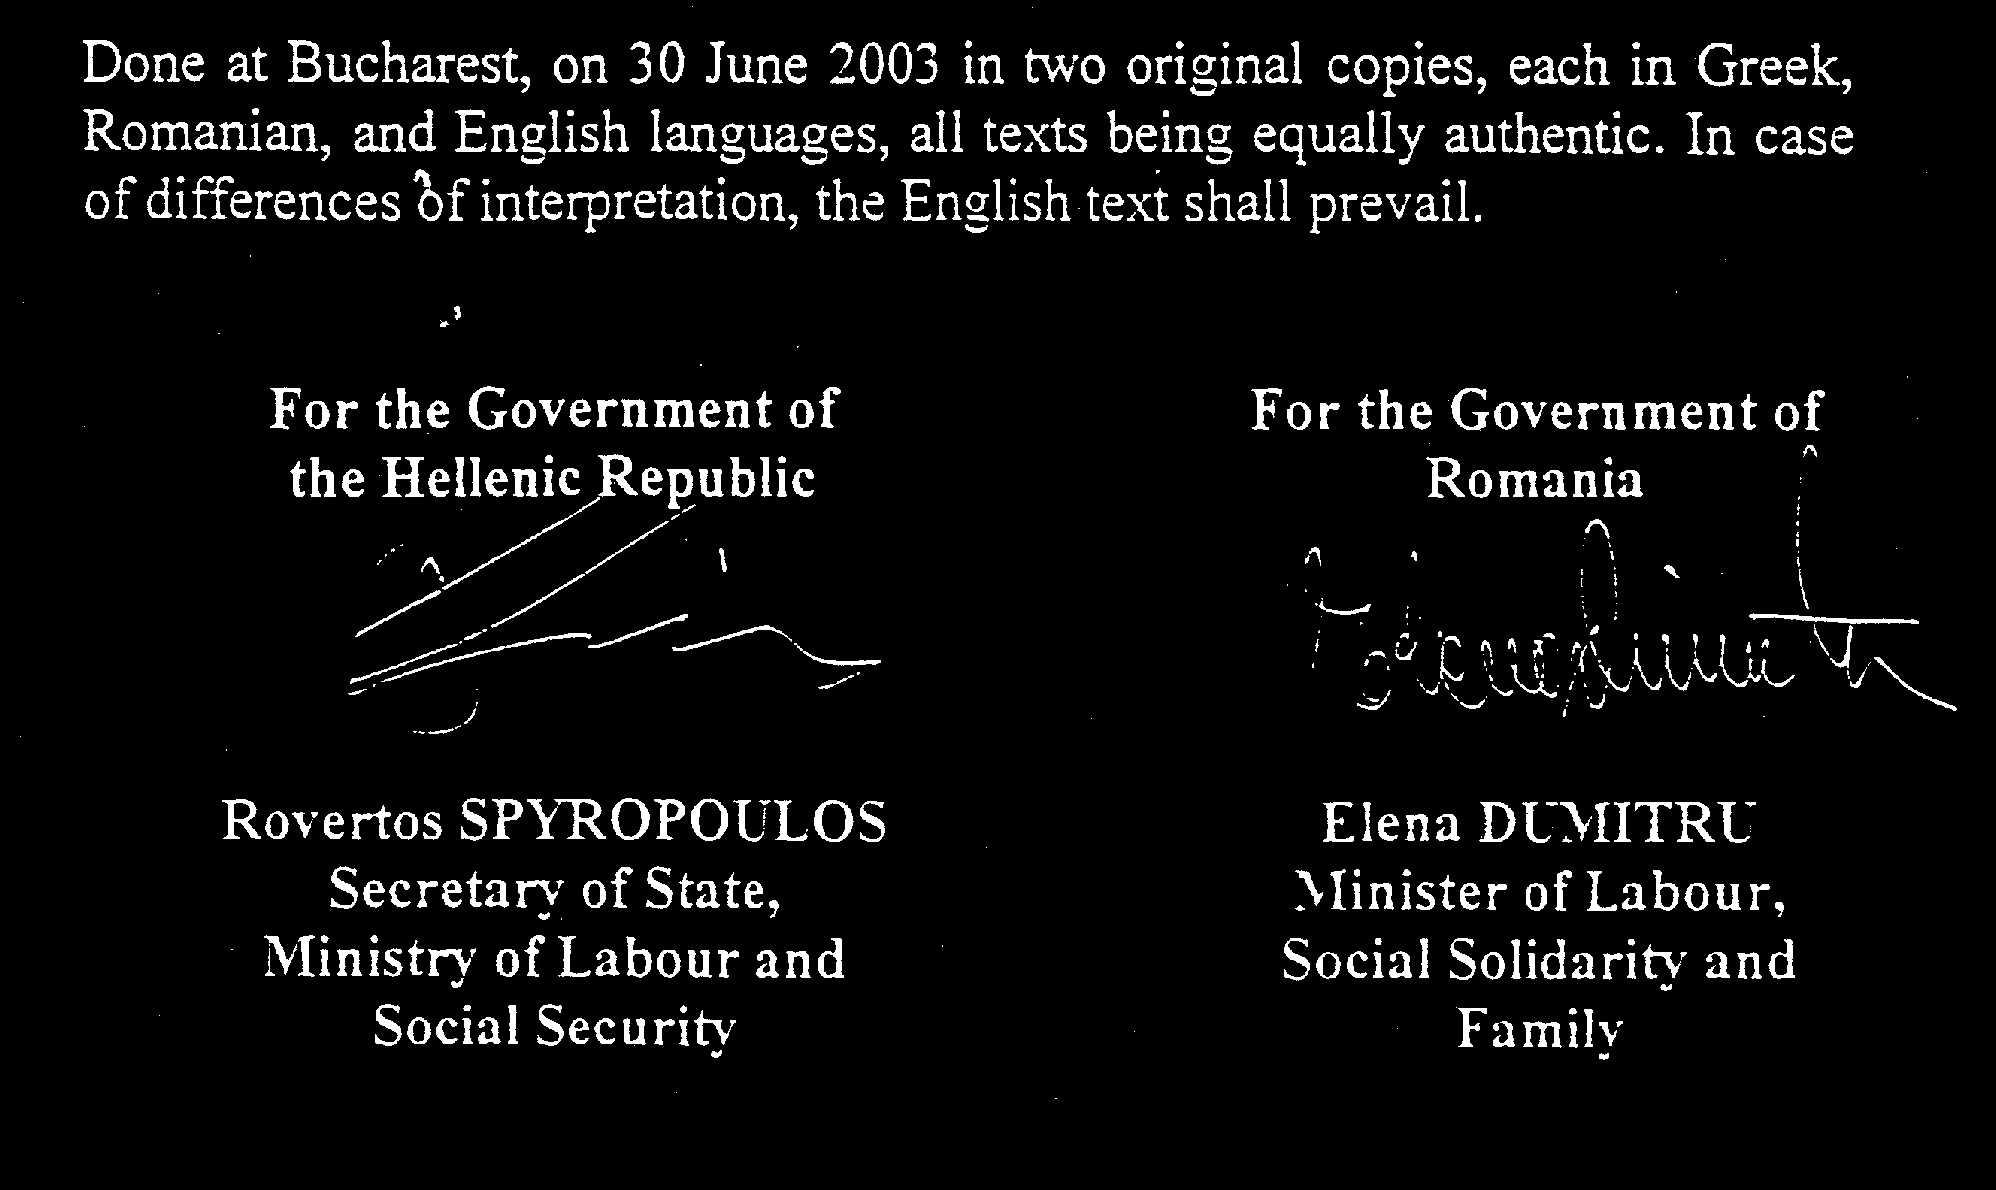 Done at Bucharest, on 30 June 2003 in two original copies, each in Greek,
Romanian, and English languages, all texts being equally authentic. In case
of differences of interpretation, the English text shall prevail.
For the Government of
the Hellenic Republic
Rovertos SPYROPOULOS
Secretary of State,
Ministry of Labour and
Social Security
For the Government of
Romania
Elena DUMITRU
Minister of Labour,
Social Solidarity and
Family